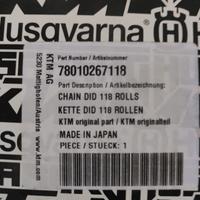 Husqvarna
KTM AG
5230 Mattighofen/Austria
www.ktm.com
Part Number / Artikelnummer
78010267118
Part Description / Artikelbezeichnung:
CHAIN DID 118 ROLLS
KETTE DID 118 ROLLEN
KTM original part / KTM originalteil
MADE IN JAPAN
PIECE / STUECK: 1